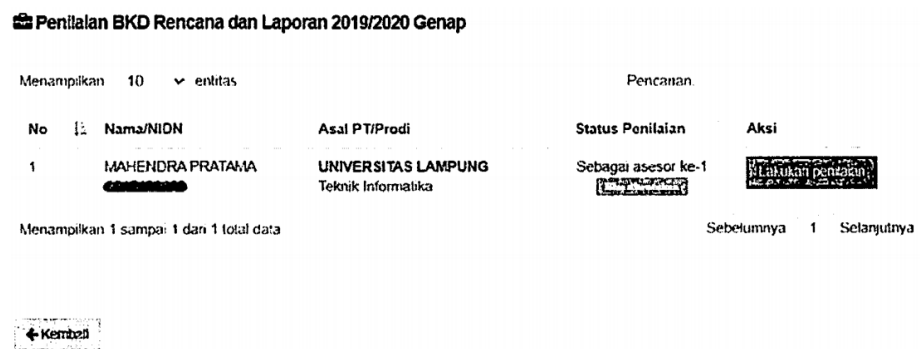 Penilaian BKD Rencana dan Laporan 2019/2020 Genap
Menampilkan 10 entitas
Pencarian.
No Nama/NIDN Asal PT/Prodi Status Penilaian Aksi
1 MAHENDRA PRATAMA UNIVERSITAS LAMPUNG Sebagai asesor ke-1 Lakukan penilaian
Teknik Informatika
Menampilkan 1 sampai 1 dari 1 total data
Sebelumnya 1 Selanjutnya
Kembali